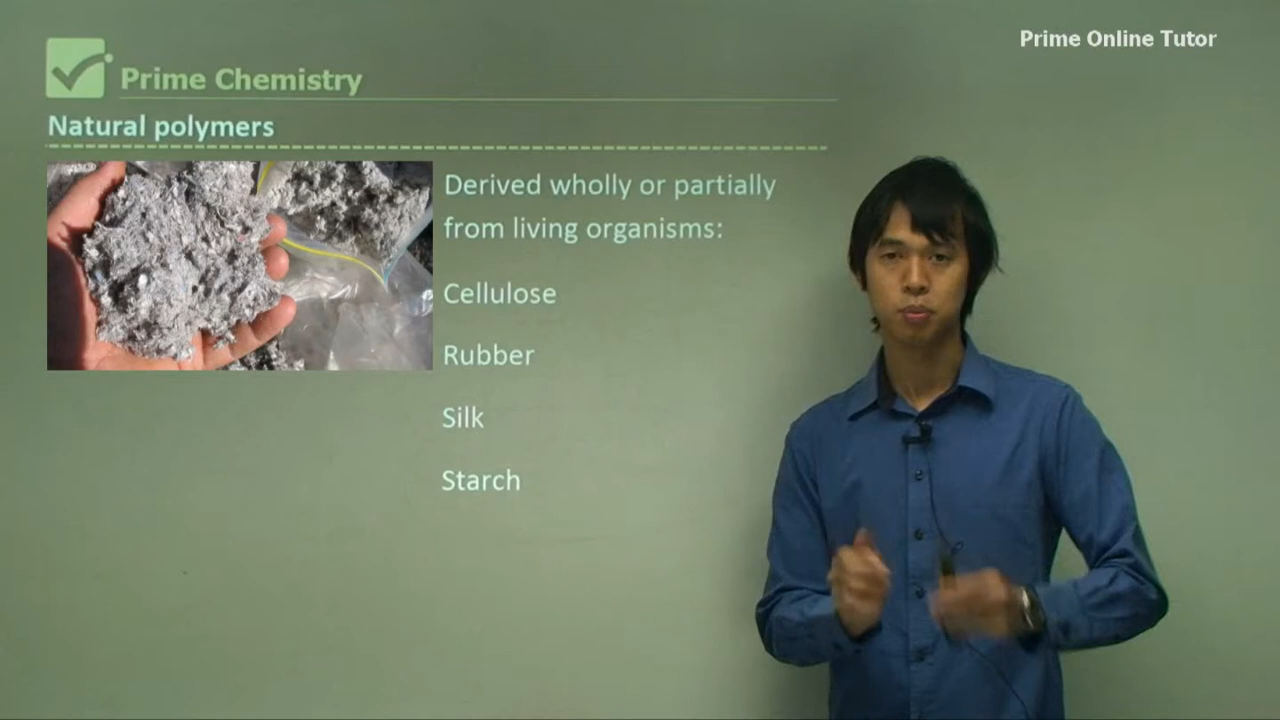 Prime Online Tutor
Prime Chemistry
Natural polymers
Derived wholly or partially
from living organisms:
Cellulose
Rubber
Silk
Starch